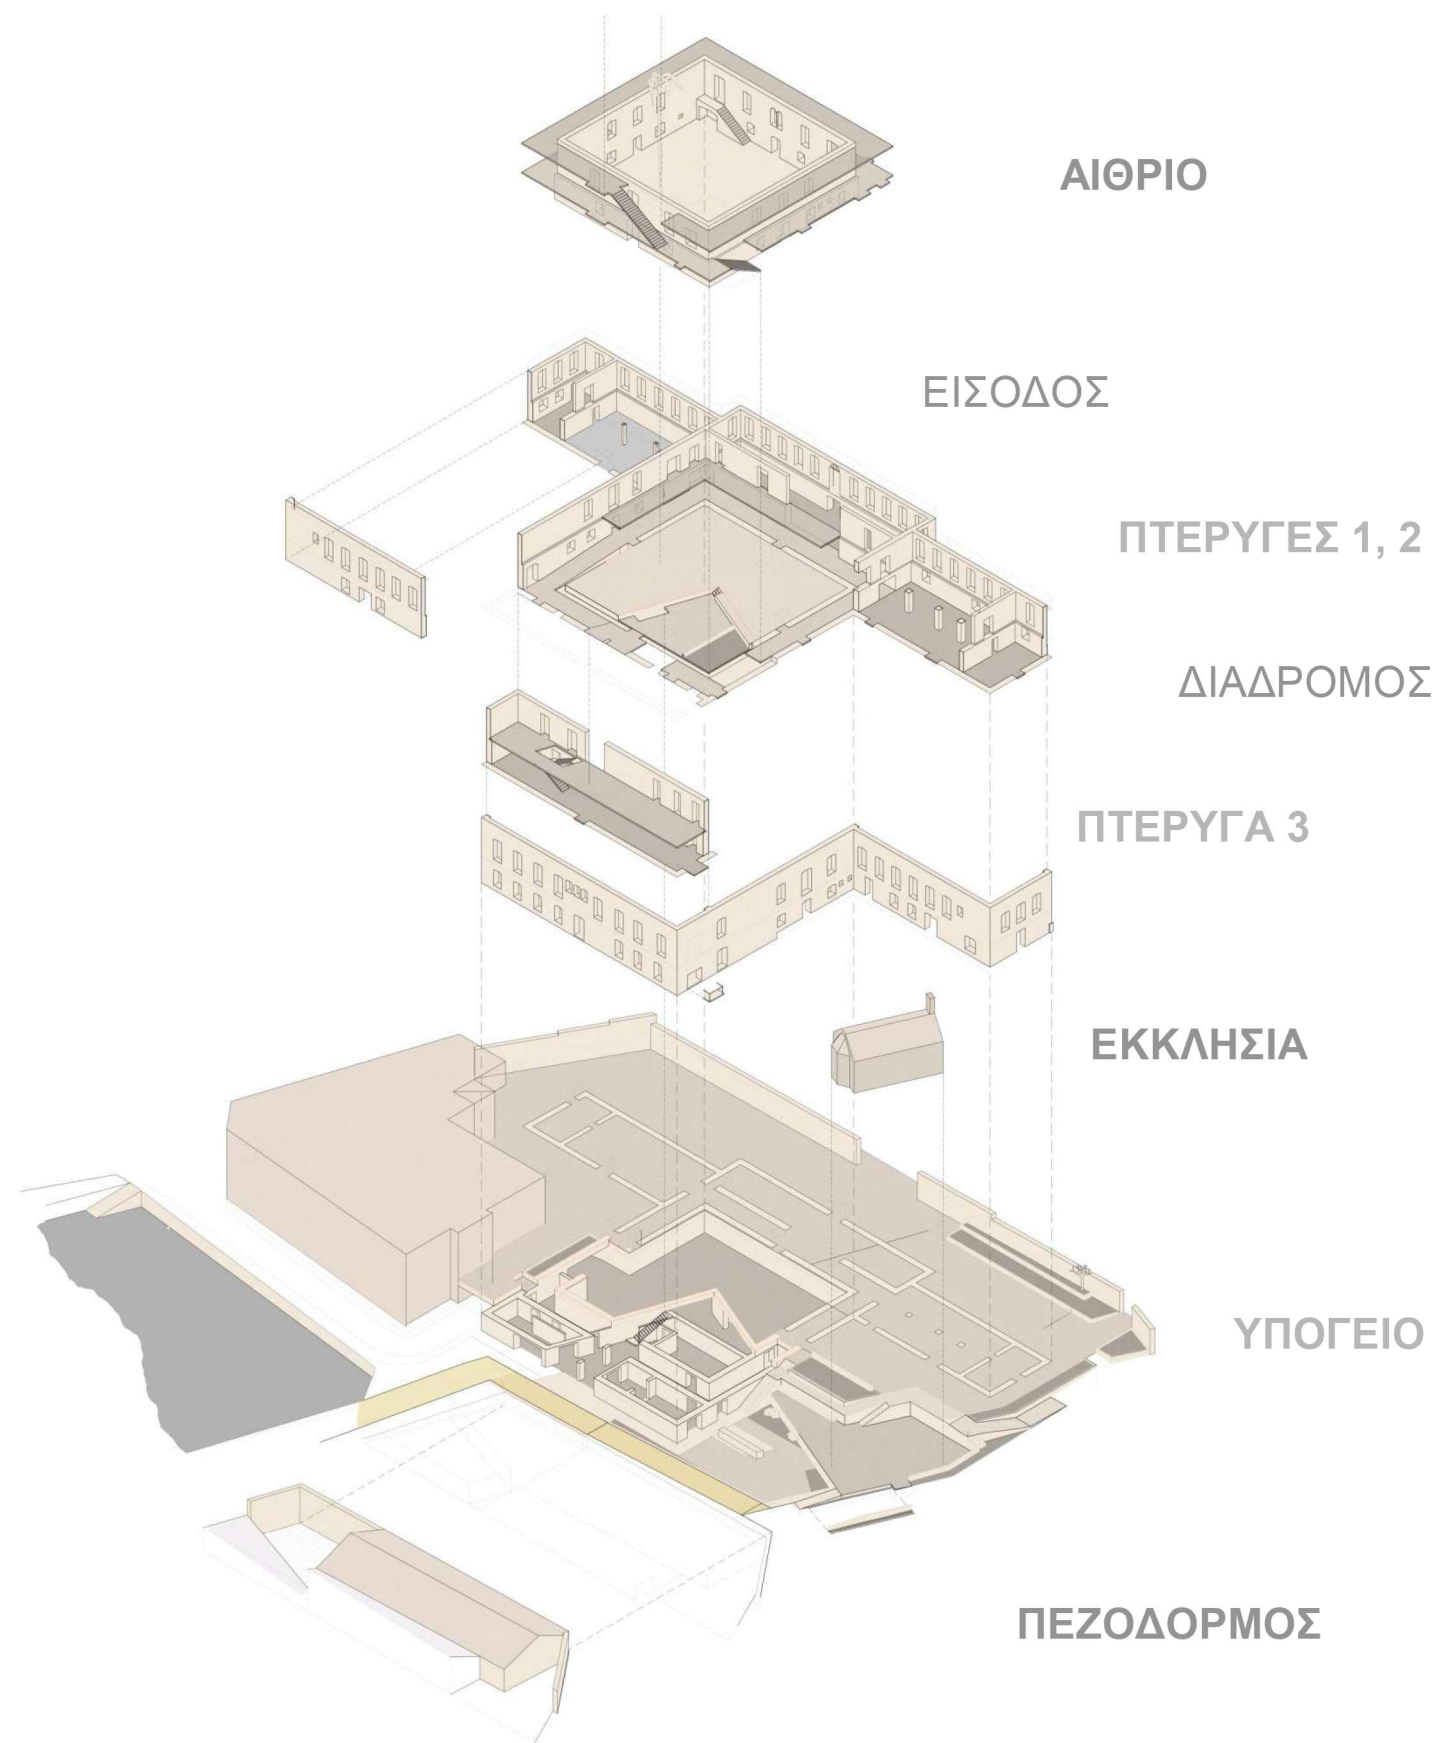 ΑΙΘΡΙΟ
ΕΙΣΟΔΟΣ
ΠΤΕΡΥΓΕΣ 1, 2
ΔΙΑΔΡΟΜΟΣ
ΠΤΕΡΥΓΑ 3
ΕΚΚΛΗΣΙΑ
ΥΠΟΓΕΙΟ
ΠΕΖΟΔΟΡΜΟΣ